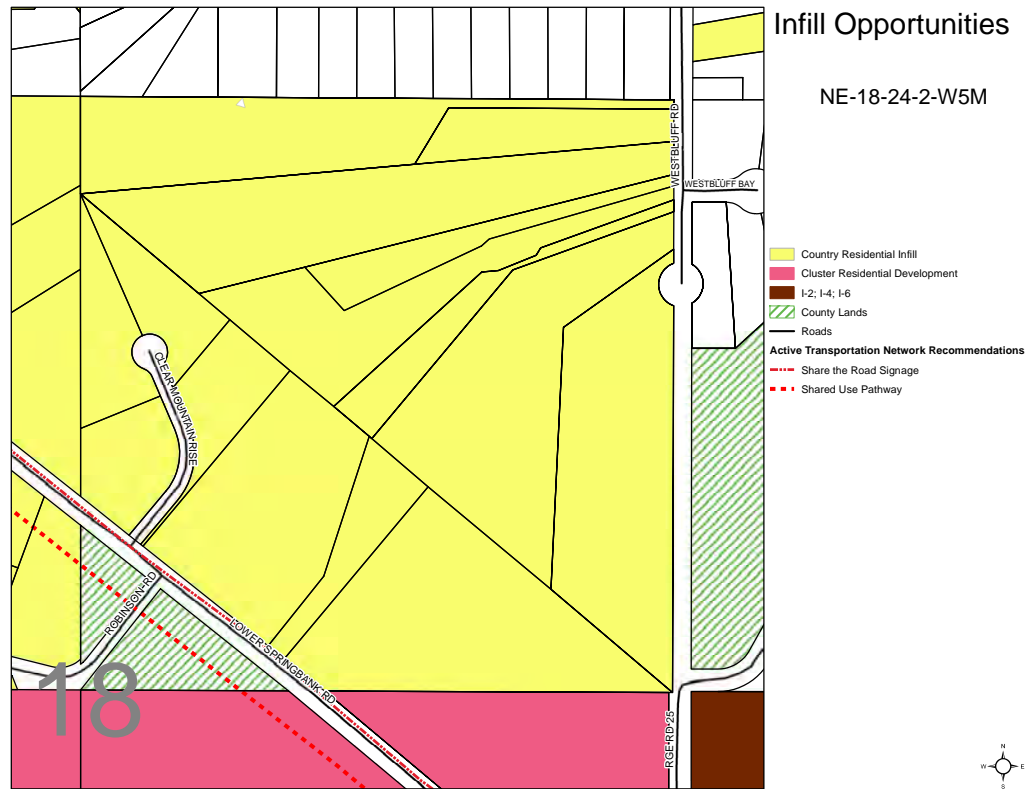 Infill Opportunities
NE-18-24-2-W5M
WESTBLUFF RD
WESTBLUFF BAY
Country Residential Infill
Cluster Residential Development
I-2; I-4; I-6
County Lands
Roads
Active Transportation Network Recommendations
Share the Road Signage
Shared Use Pathway
CLEAR MOUNTAIN RISE
ROBINSON RD
LOWER SPRINGBANK RD
18
RGE RD 25
N
W E
S